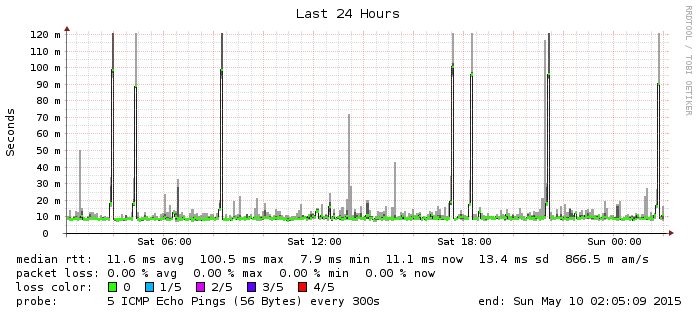 Last 24 Hours
RRDTOOL / TOBI OETIKER
Seconds
120 m
110 m
100 m
90 m
80 m
70 m
60 m
50 m
40 m
30 m
20 m
10 m
0
Sat 06:00 Sat 12:00 Sat 18:00 Sun 00:00
median rtt: 11.6 ms avg 100.5 ms max 7.9 ms min 11.1 ms now 13.4 ms sd 866.5 m am/s
packet loss: 0.00 % avg 0.00 % max 0.00 % min 0.00 % now
loss color: 0 1/5 2/5 3/5 4/5
probe: 5 ICMP Echo Pings (56 Bytes) every 300s end: Sun May 10 02:05:09 2015